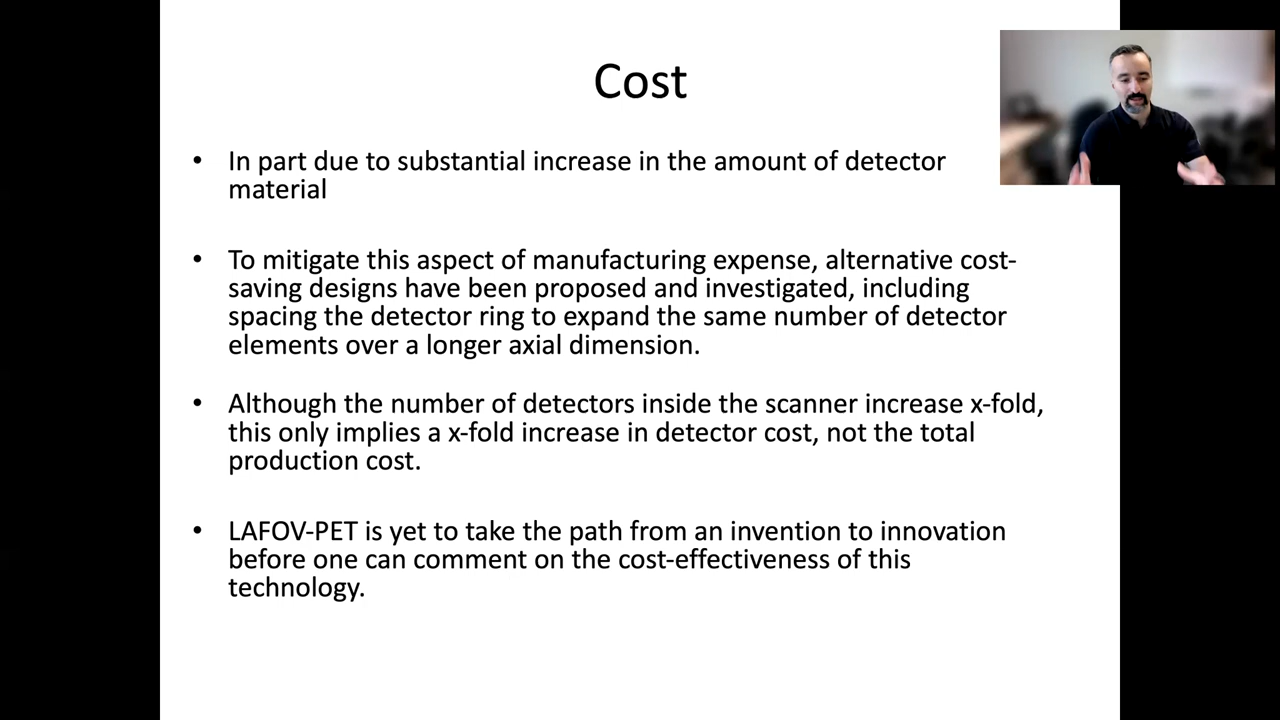 Cost
• In part due to substantial increase in the amount of detector
material
• To mitigate this aspect of manufacturing expense, alternative cost-
saving designs have been proposed and investigated, including
spacing the detector ring to expand the same number of detector
elements over a longer axial dimension.
• Although the number of detectors inside the scanner increase x-fold,
this only implies a x-fold increase in detector cost, not the total
production cost.
• LAFOV-PET is yet to take the path from an invention to innovation
before one can comment on the cost-effectiveness of this
technology.